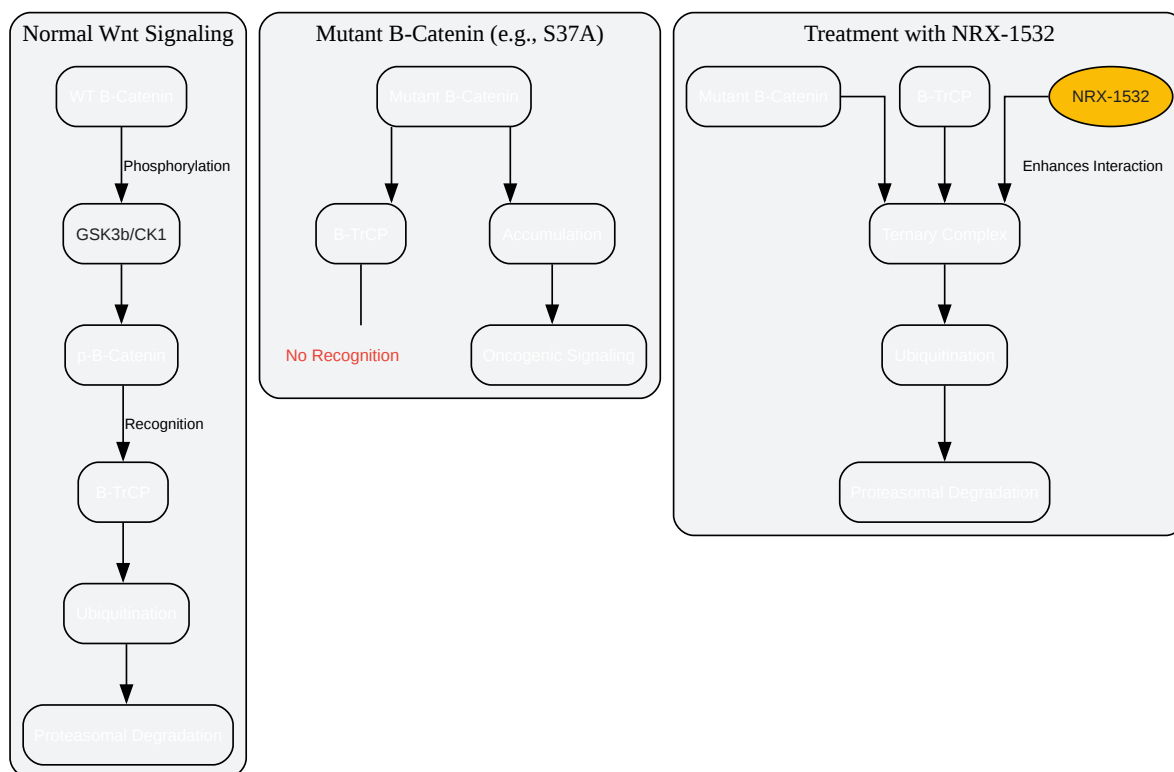 Normal Wnt Signaling
WT B-Catenin
Phosphorylation
GSK3b/CK1
p-B-Catenin
Recognition
B-TrCP
Ubiquitination
Proteasomal Degradation
Mutant B-Catenin (e.g., S37A)
Mutant B-Catenin
B-TrCP
Accumulation
No Recognition
Oncogenic Signaling
Treatment with NRX-1532
Mutant B-Catenin
B-TrCP
NRX-1532
Enhances Interaction
Ternary Complex
Ubiquitination
Proteasomal Degradation